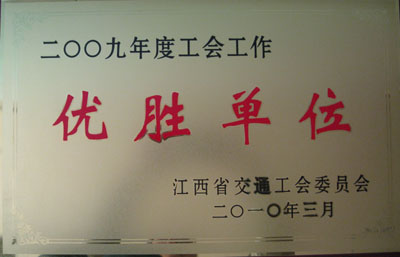 二〇〇九年度工会工作
优胜单位
江西省交通工会委员会
二〇一〇年三月